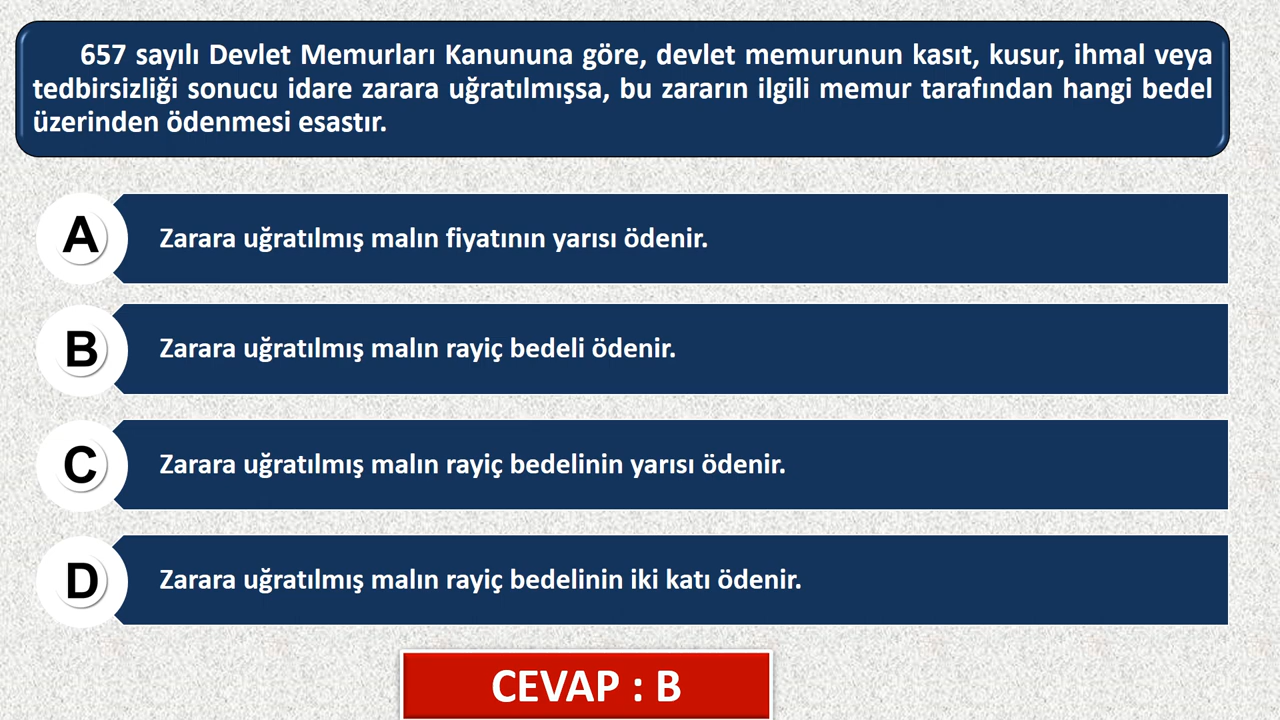 657 sayılı Devlet Memurları Kanununa göre, devlet memurunun kasıt, kusur, ihmal veya
tedbirsizliği sonucu idare zarara uğratılmışsa, bu zararın ilgili memur tarafından hangi bedel
üzerinden ödenmesi esastır.
A
Zarara uğratılmış malın fiyatının yarısı ödenir.
B
Zarara uğratılmış malın rayiç bedeli ödenir.
C
Zarara uğratılmış malın rayiç bedelinin yarısı ödenir.
D
Zarara uğratılmış malın rayiç bedelinin iki katı ödenir.
CEVAP : B